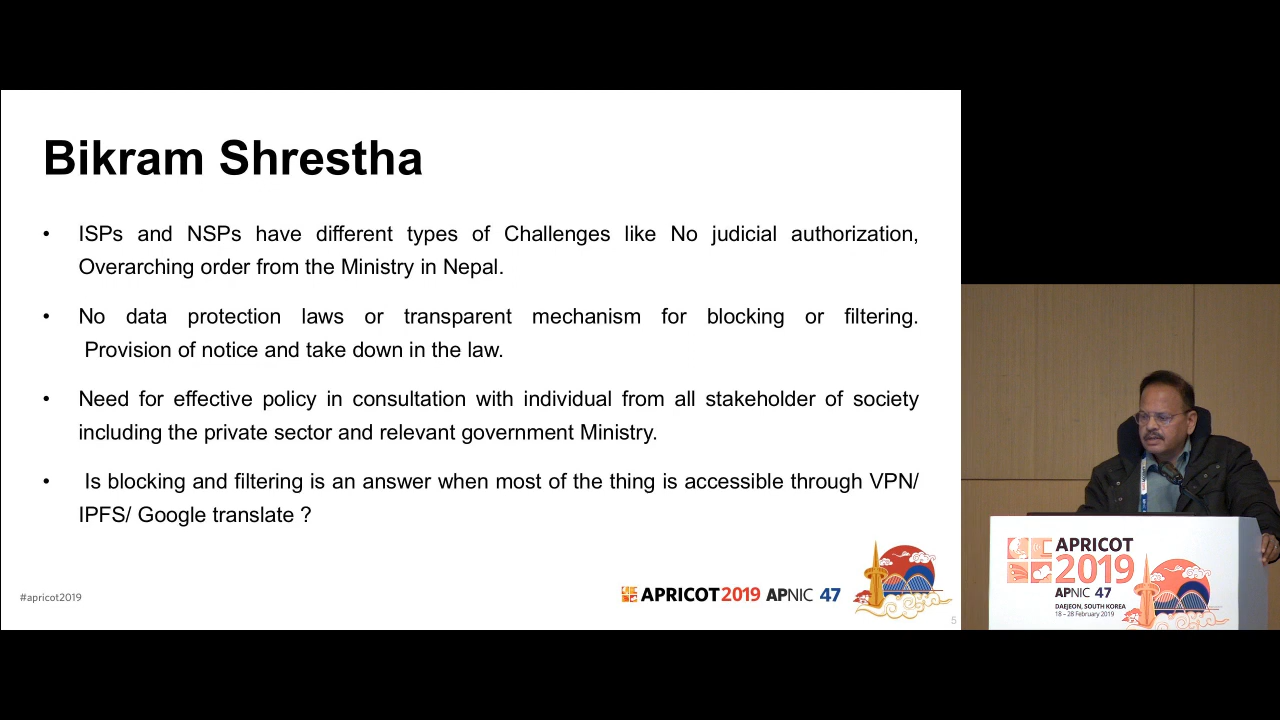 Bikram Shrestha
• ISPs and NSPs have different types of Challenges like No judicial authorization,
Overarching order from the Ministry in Nepal.
• No data protection laws or transparent mechanism for blocking or filtering.
Provision of notice and take down in the law.
• Need for effective policy in consultation with individual from all stakeholder of society
including the private sector and relevant government Ministry.
• Is blocking and filtering is an answer when most of the thing is accessible through VPN/
IPFS/ Google translate ?
#apricot2019
APRICOT2019 APNIC 47
5
APRICOT
2019
APNIC 47
DAEJEON, SOUTH KOREA
18 – 28 February 2019